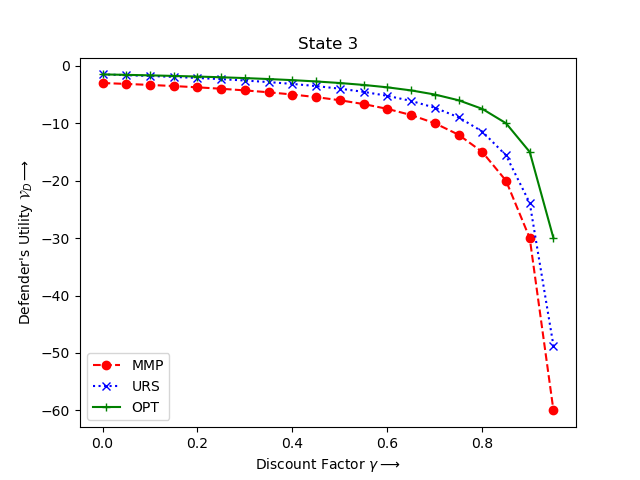 State 3
Defender's Utility 𝒱_D ⟶
0
−10
−20
−30
−40
−50
−60
MMP
URS
OPT
0.0 0.2 0.4 0.6 0.8
Discount Factor γ ⟶